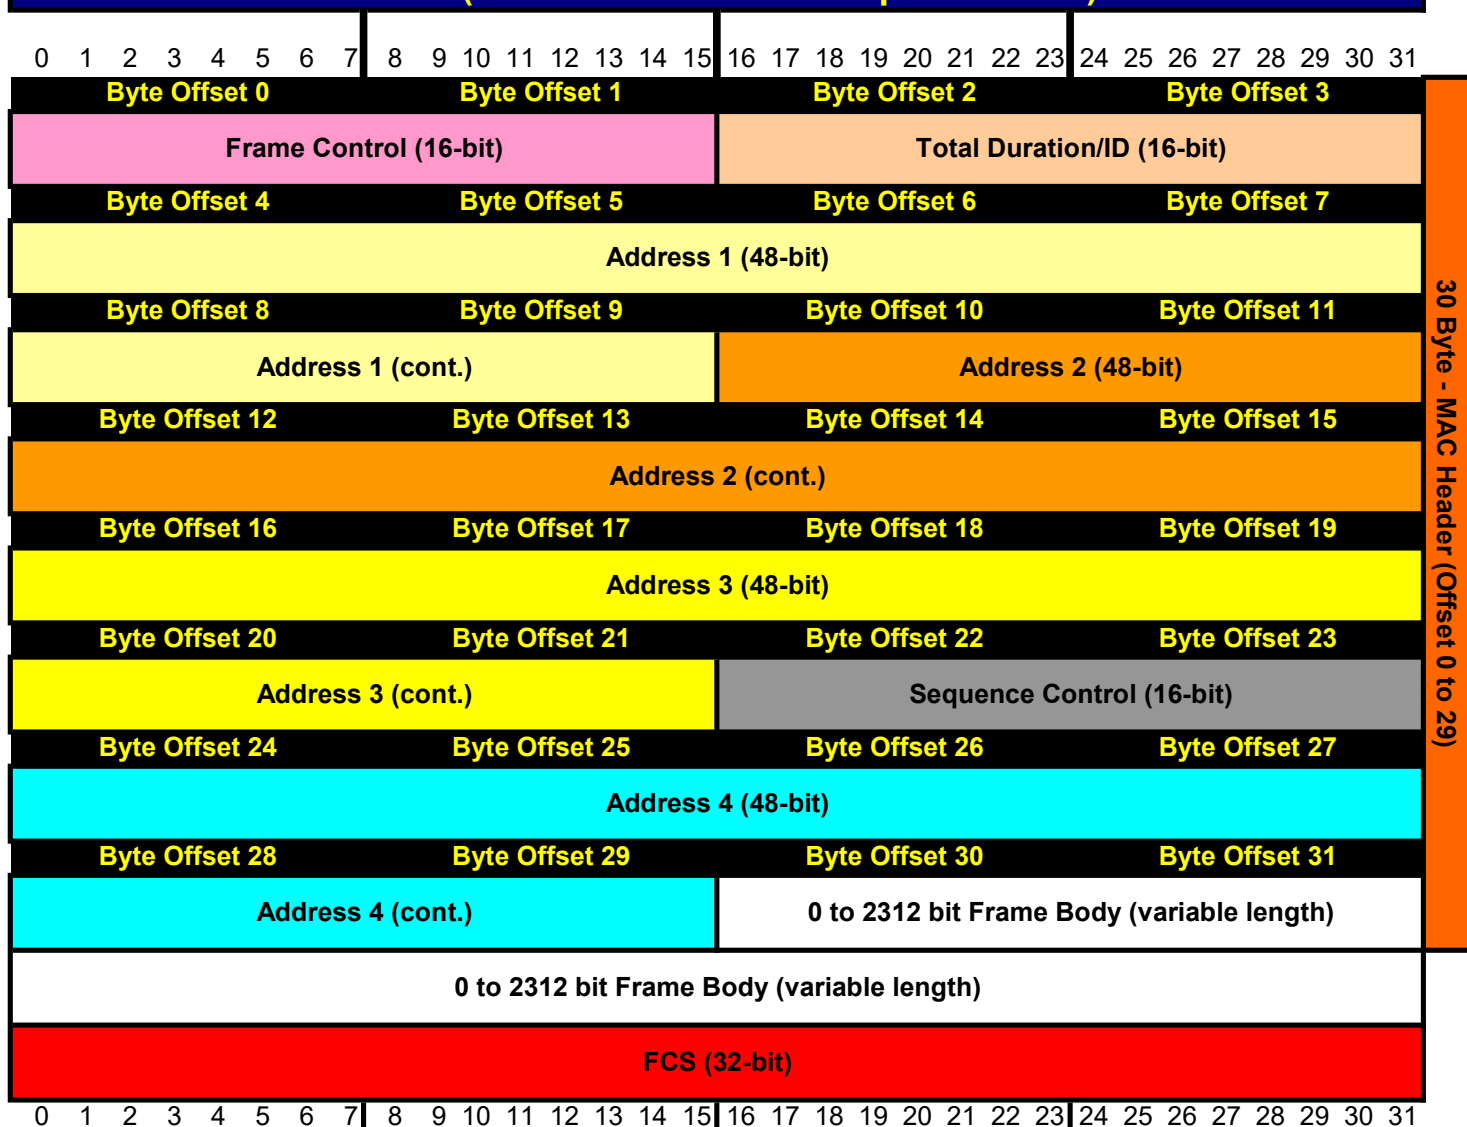 0 1 2 3 4 5 6 7 8 9 10 11 12 13 14 15 16 17 18 19 20 21 22 23 24 25 26 27 28 29 30 31
Byte Offset 0 Byte Offset 1 Byte Offset 2 Byte Offset 3
Frame Control (16-bit) Total Duration/ID (16-bit)
Byte Offset 4 Byte Offset 5 Byte Offset 6 Byte Offset 7
Address 1 (48-bit)
Byte Offset 8 Byte Offset 9 Byte Offset 10 Byte Offset 11
Address 1 (cont.) Address 2 (48-bit)
Byte Offset 12 Byte Offset 13 Byte Offset 14 Byte Offset 15
Address 2 (cont.)
Byte Offset 16 Byte Offset 17 Byte Offset 18 Byte Offset 19
Address 3 (48-bit)
Byte Offset 20 Byte Offset 21 Byte Offset 22 Byte Offset 23
Address 3 (cont.) Sequence Control (16-bit)
Byte Offset 24 Byte Offset 25 Byte Offset 26 Byte Offset 27
Address 4 (48-bit)
Byte Offset 28 Byte Offset 29 Byte Offset 30 Byte Offset 31
Address 4 (cont.) 0 to 2312 bit Frame Body (variable length)
0 to 2312 bit Frame Body (variable length)
FCS (32-bit)
0 1 2 3 4 5 6 7 8 9 10 11 12 13 14 15 16 17 18 19 20 21 22 23 24 25 26 27 28 29 30 31
30 Byte - MAC Header (Offset 0 to 29)